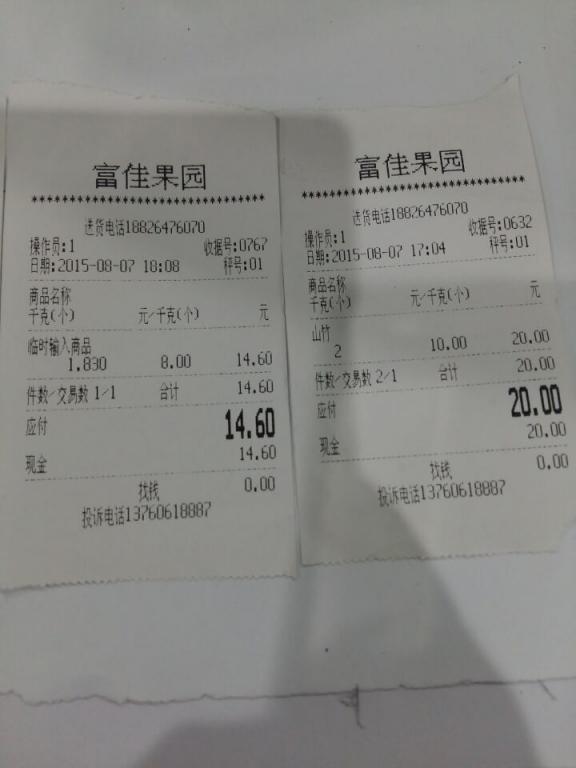 富佳果园
****************************
送货电话18826476070
操作员:1 收据号:0767
日期:2015-08-07 18:08 秤号:01
商品名称
千克(个) 元/千克(个) 元
临时输入商品
1.830 8.00 14.60
件数/交易数 1/1 合计 14.60
应付 14.60
现金 14.60
找钱 0.00
投诉电话13760618887
富佳果园
****************************
送货电话18826476070
操作员:1 收据号:0632
日期:2015-08-07 17:04 秤号:01
商品名称
千克(个) 元/千克(个) 元
山竹
2 10.00 20.00
件数/交易数 2/1 合计 20.00
应付 20.00
现金 20.00
找钱 0.00
投诉电话13760618887